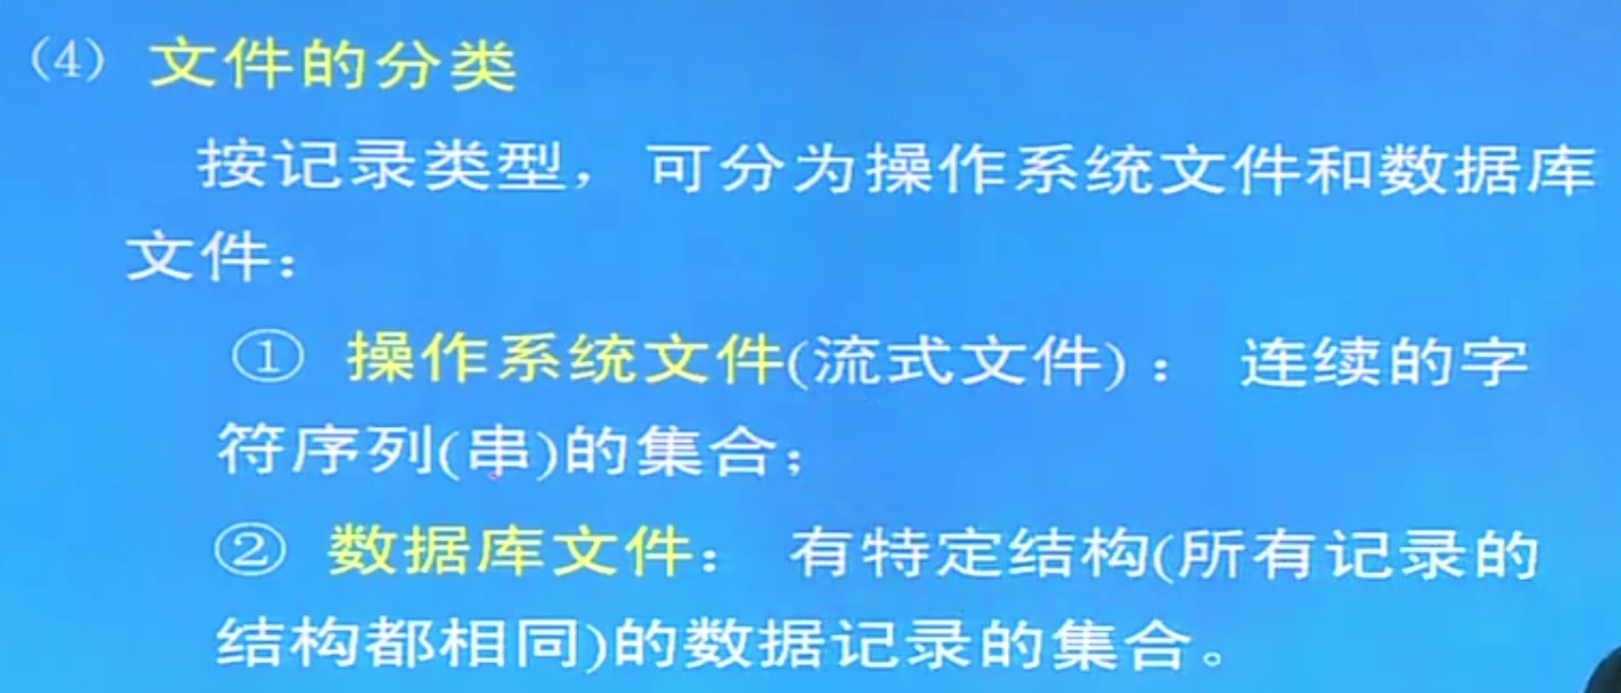 （4） 文件的分类
按记录类型，可分为操作系统文件和数据库
文件：
① 操作系统文件(流式文件)： 连续的字
符序列(串)的集合；
② 数据库文件： 有特定结构(所有记录的
结构都相同)的数据记录的集合。